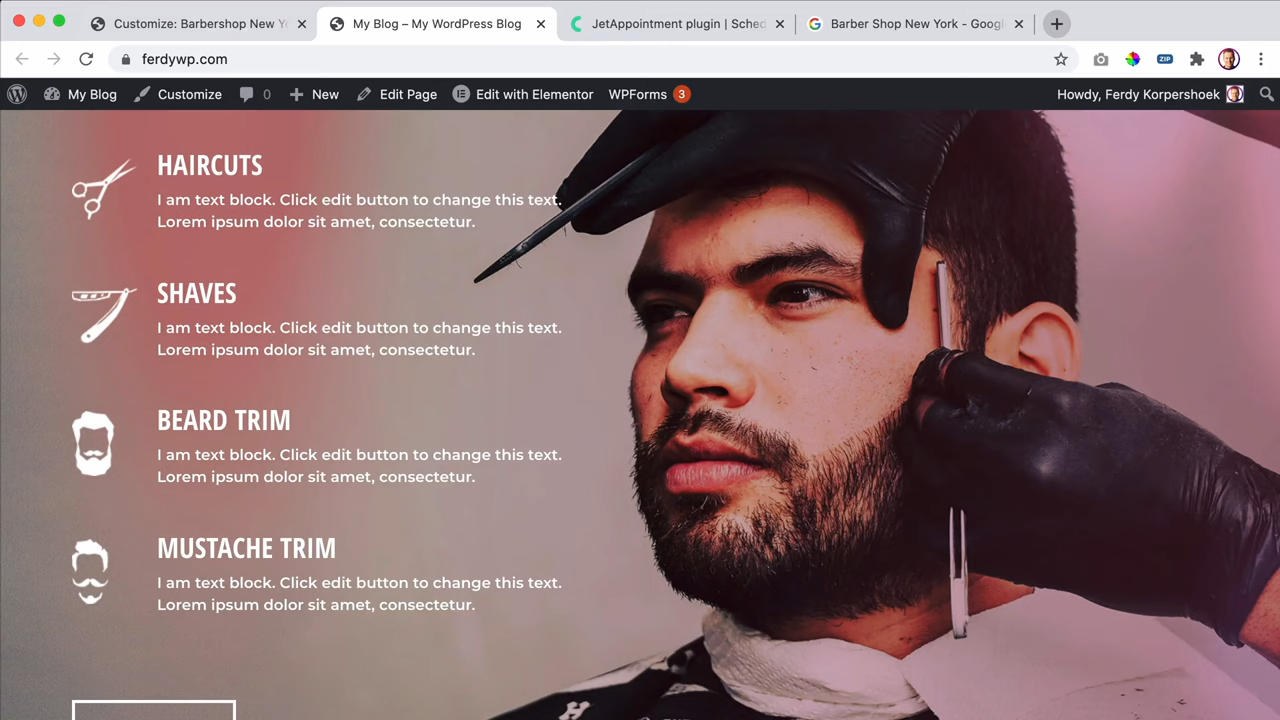 Customize: Barbershop New Y
My Blog – My WordPress Blog
JetAppointment plugin | Sched
Barber Shop New York - Googl
ferdywp.com
ZIP
My Blog
Customize
0
New
Edit Page
Edit with Elementor
WPForms 3
Howdy, Ferdy Korpershoek
HAIRCUTS
I am text block. Click edit button to change this text.
Lorem ipsum dolor sit amet, consectetur.
SHAVES
I am text block. Click edit button to change this text.
Lorem ipsum dolor sit amet, consectetur.
BEARD TRIM
I am text block. Click edit button to change this text.
Lorem ipsum dolor sit amet, consectetur.
MUSTACHE TRIM
I am text block. Click edit button to change this text.
Lorem ipsum dolor sit amet, consectetur.